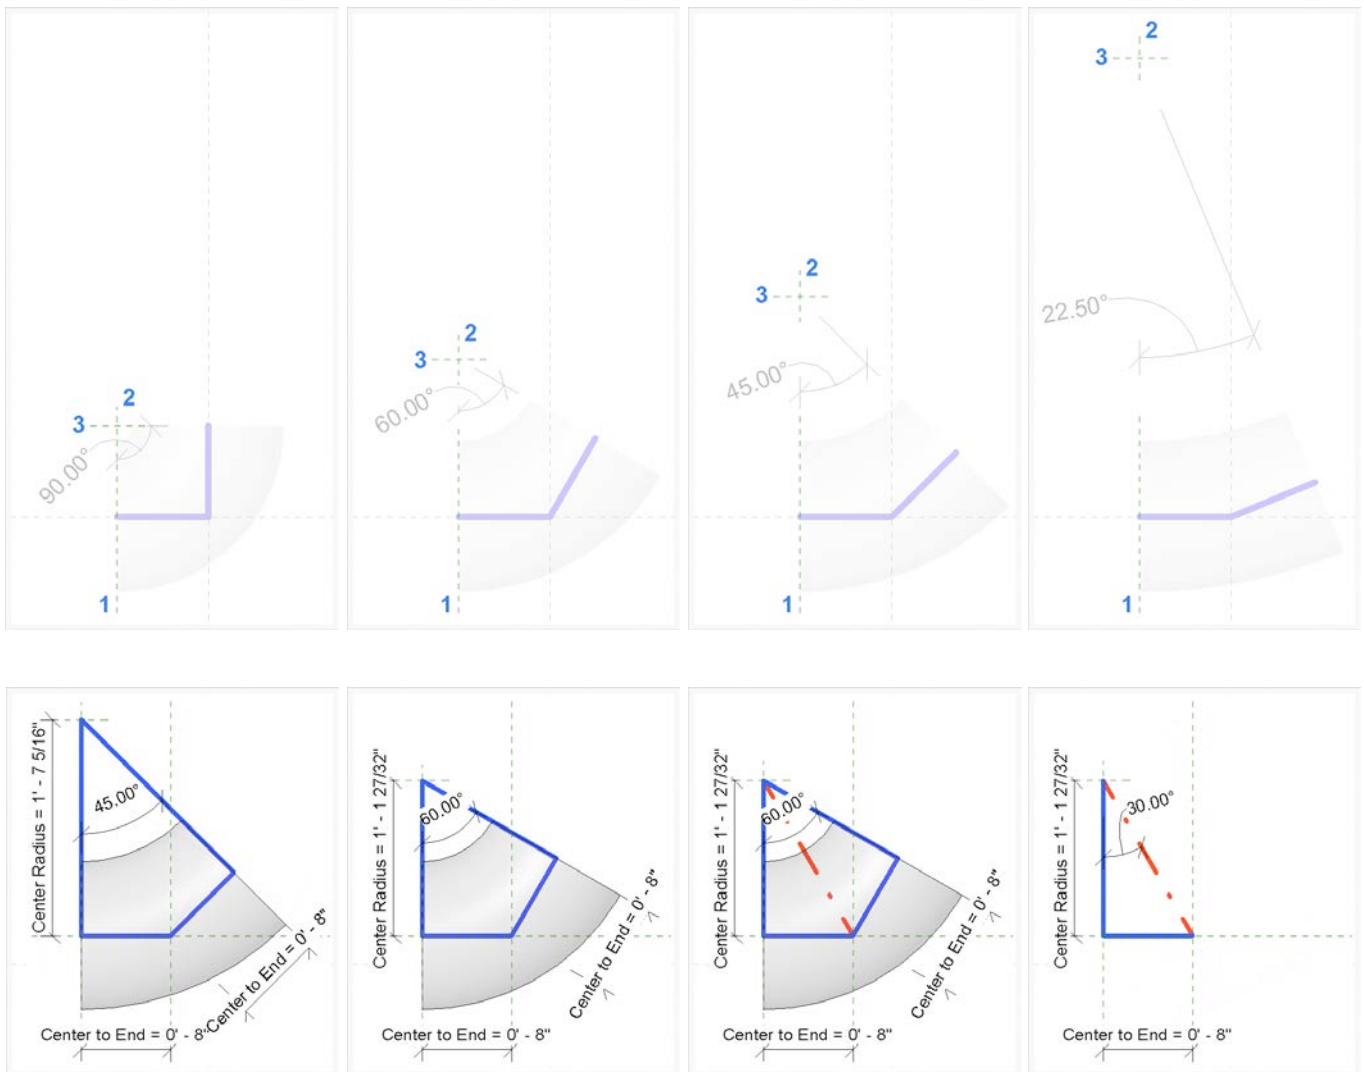 2
3
90.00°
1
2
3
60.00°
1
2
3
45.00°
1
2
3
22.50°
1
Center Radius = 1' - 7 5/16"
45.00°
Center to End = 0' - 8"
Center to End = 0' - 8"
Center Radius = 1' - 1 27/32"
60.00°
Center to End = 0' - 8"
Center to End = 0' - 8"
Center Radius = 1' - 1 27/32"
60.00°
Center to End = 0' - 8"
Center to End = 0' - 8"
Center Radius = 1' - 1 27/32"
30.00°
Center to End = 0' - 8"